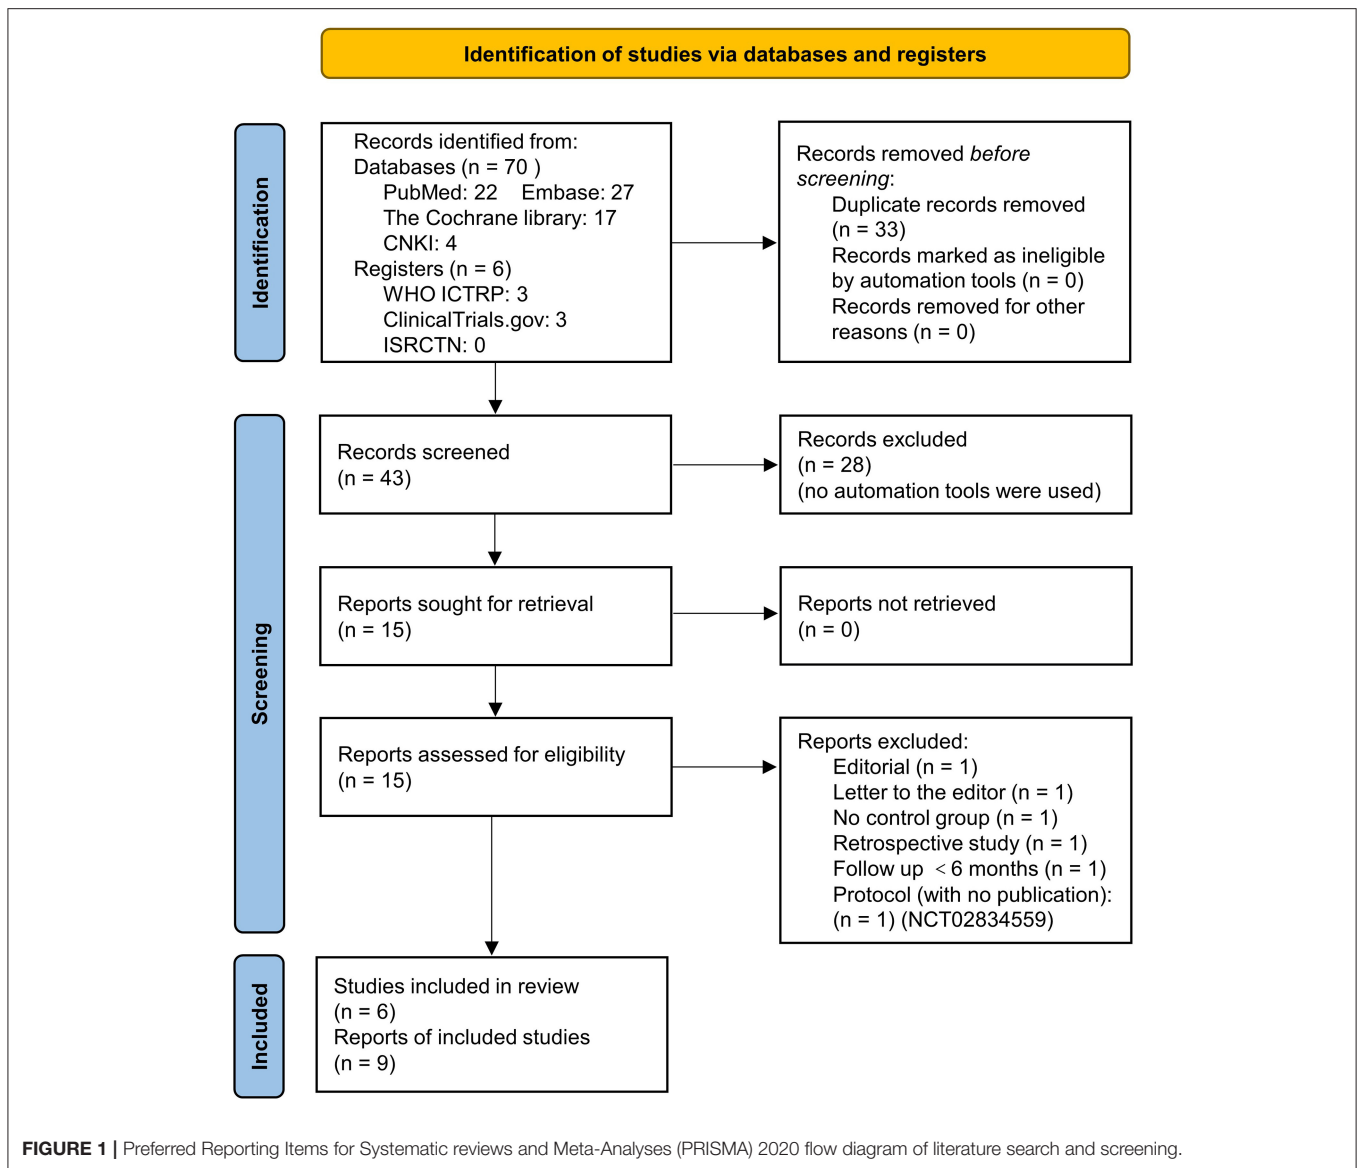 Identification of studies via databases and registers
Identification
Records identified from:
Databases (n = 70 )
PubMed: 22 Embase: 27
The Cochrane library: 17
CNKI: 4
Registers (n = 6)
WHO ICTRP: 3
ClinicalTrials.gov: 3
ISRCTN: 0
Records removed before
screening:
Duplicate records removed
(n = 33)
Records marked as ineligible
by automation tools (n = 0)
Records removed for other
reasons (n = 0)
Screening
Records screened
(n = 43)
Records excluded
(n = 28)
(no automation tools were used)
Reports sought for retrieval
(n = 15)
Reports not retrieved
(n = 0)
Reports assessed for eligibility
(n = 15)
Reports excluded:
Editorial (n = 1)
Letter to the editor (n = 1)
No control group (n = 1)
Retrospective study (n = 1)
Follow up < 6 months (n = 1)
Protocol (with no publication):
(n = 1) (NCT02834559)
Included
Studies included in review
(n = 6)
Reports of included studies
(n = 9)
FIGURE 1 | Preferred Reporting Items for Systematic reviews and Meta-Analyses (PRISMA) 2020 flow diagram of literature search and screening.